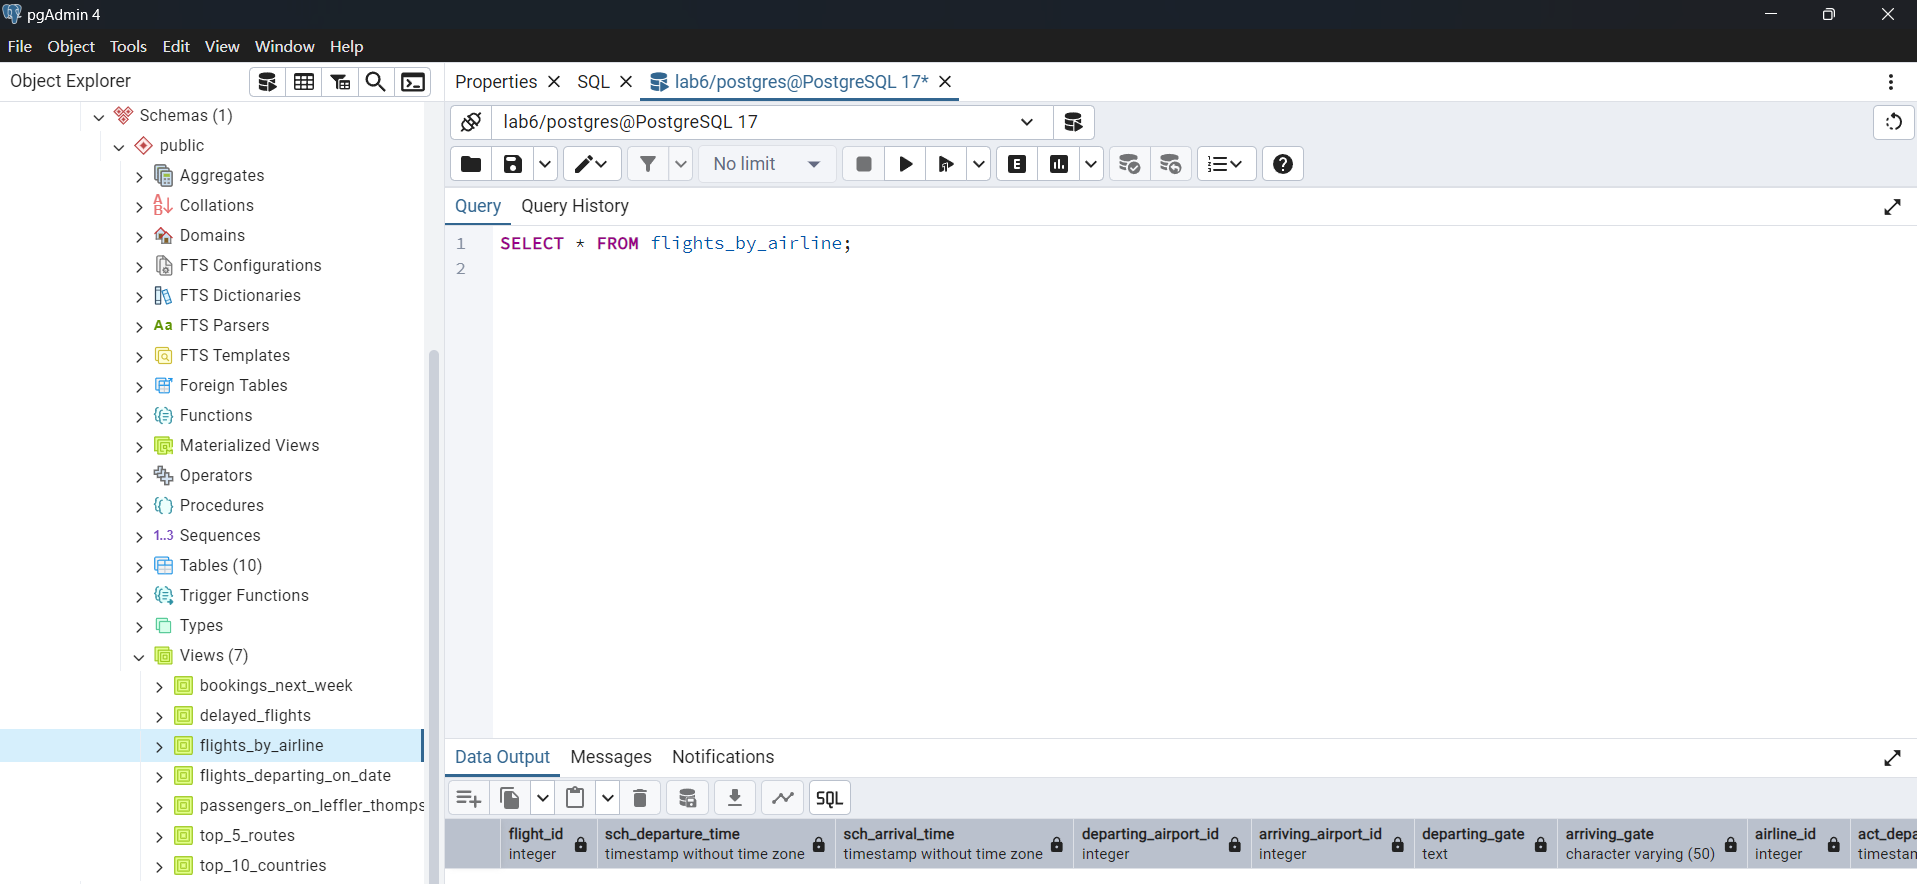 pgAdmin 4
File Object Tools Edit View Window Help
Object Explorer
Schemas (1)
public
Aggregates
Collations
Domains
FTS Configurations
FTS Dictionaries
Aa FTS Parsers
FTS Templates
Foreign Tables
Functions
Materialized Views
Operators
Procedures
1..3 Sequences
Tables (10)
Trigger Functions
Types
Views (7)
bookings_next_week
delayed_flights
flights_by_airline
flights_departing_on_date
passengers_on_leffler_thomps
top_5_routes
top_10_countries
Properties SQL lab6/postgres@PostgreSQL 17*
lab6/postgres@PostgreSQL 17
No limit E
Query Query History
1 SELECT * FROM flights_by_airline;
2
Data Output Messages Notifications
SQL
flight_id sch_departure_time sch_arrival_time departing_airport_id arriving_airport_id departing_gate arriving_gate airline_id act_depa
integer timestamp without time zone timestamp without time zone integer integer text character varying (50) integer timestan